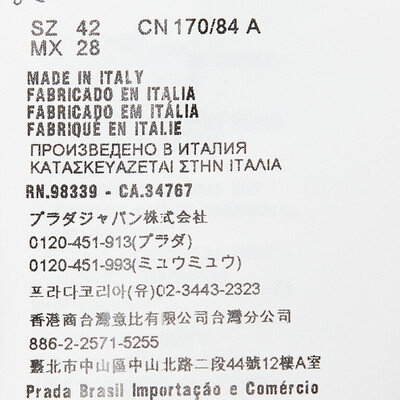 SZ 42 CN 170/84 A
MX 28
MADE IN ITALY
FABRICADO EN ITALIA
FABRICADO EM ITÁLIA
FABRIQUÉ EN ITALIE
ПРОИЗВЕДЕНО В ИТАЛИЯ
ΚΑΤΑΣΚΕΥΑΖΕΤΑΙ ΣΤΗΝ ΙΤΑΛΙΑ
RN.98339 - CA.34767
プラダジャパン株式会社
0120-451-913(プラダ)
0120-451-993(ミュウミュウ)
프라다코리아(유)02-3443-2323
香港商台灣意比有限公司台灣分公司
886-2-2571-5255
臺北市中山區中山北路二段44號12樓A室
Prada Brasil Importação e Comércio